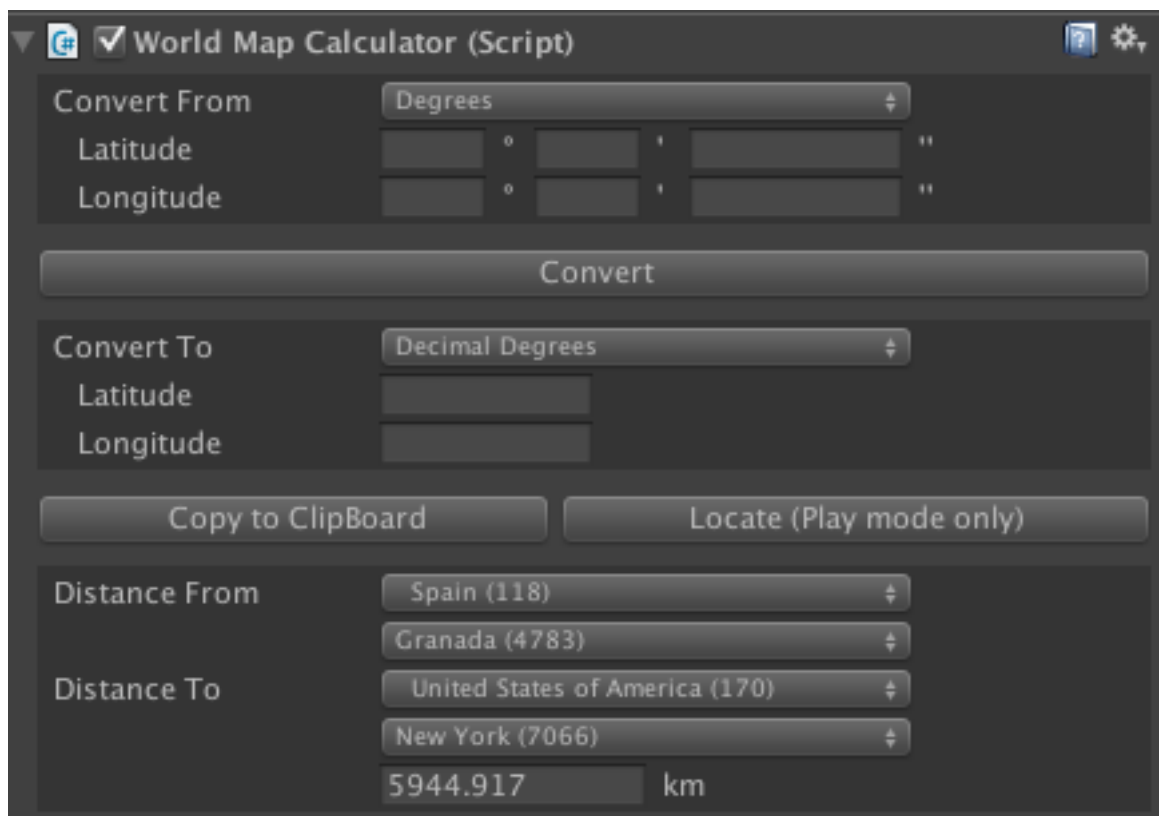 World Map Calculator (Script)
Convert From Degrees
Latitude ° ' "
Longitude ° ' "
Convert
Convert To Decimal Degrees
Latitude
Longitude
Copy to ClipBoard Locate (Play mode only)
Distance From Spain (118)
Granada (4783)
Distance To United States of America (170)
New York (7066)
5944.917 km